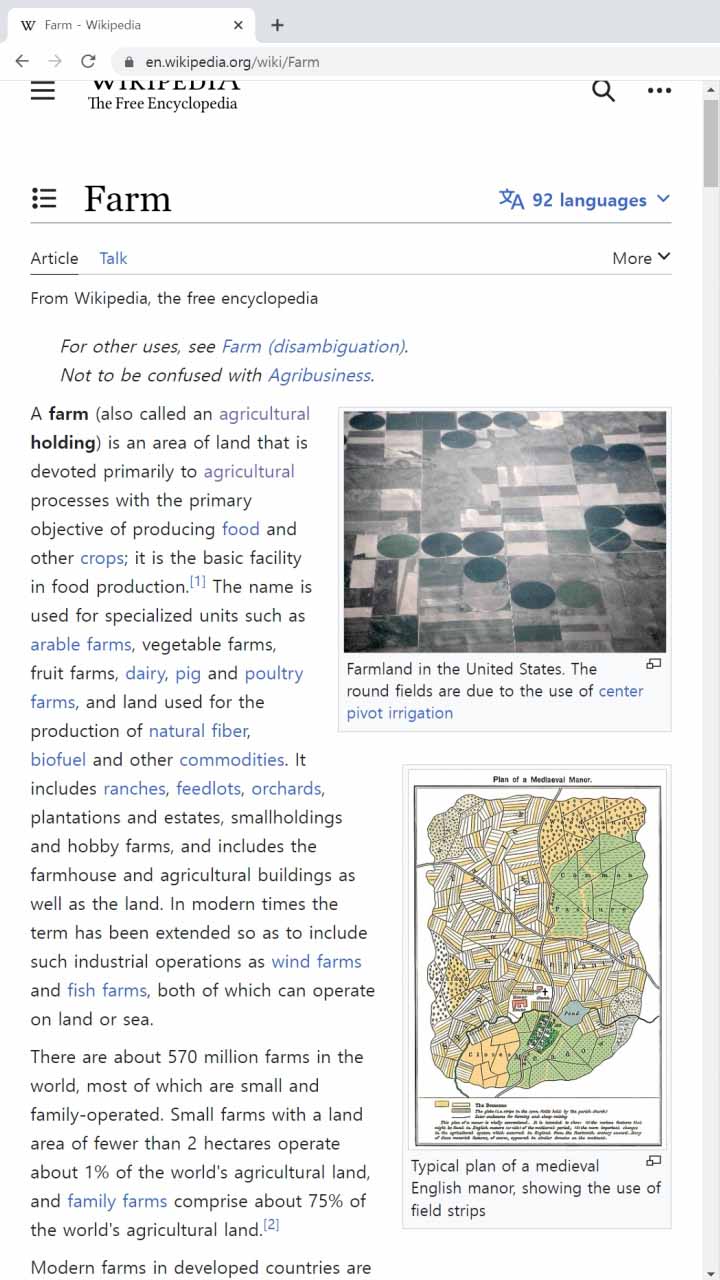 Farm - Wikipedia
en.wikipedia.org/wiki/Farm
WIKIPEDIA
The Free Encyclopedia
Farm
92 languages
Article Talk
More
From Wikipedia, the free encyclopedia
For other uses, see Farm (disambiguation).
Not to be confused with Agribusiness.
A farm (also called an agricultural
holding) is an area of land that is
devoted primarily to agricultural
processes with the primary
objective of producing food and
other crops; it is the basic facility
in food production.[1] The name is
used for specialized units such as
arable farms, vegetable farms,
fruit farms, dairy, pig and poultry
farms, and land used for the
production of natural fiber,
biofuel and other commodities. It
includes ranches, feedlots, orchards,
plantations and estates, smallholdings
and hobby farms, and includes the
farmhouse and agricultural buildings as
well as the land. In modern times the
term has been extended so as to include
such industrial operations as wind farms
and fish farms, both of which can operate
on land or sea.
There are about 570 million farms in the
world, most of which are small and
family-operated. Small farms with a land
area of fewer than 2 hectares operate
about 1% of the world's agricultural land,
and family farms comprise about 75% of
the world's agricultural land.[2]
Modern farms in developed countries are
Farmland in the United States. The
round fields are due to the use of center
pivot irrigation
Plan of a Mediaeval Manor.
Common
Pasture
Pond
Close
Typical plan of a medieval
English manor, showing the use of
field strips